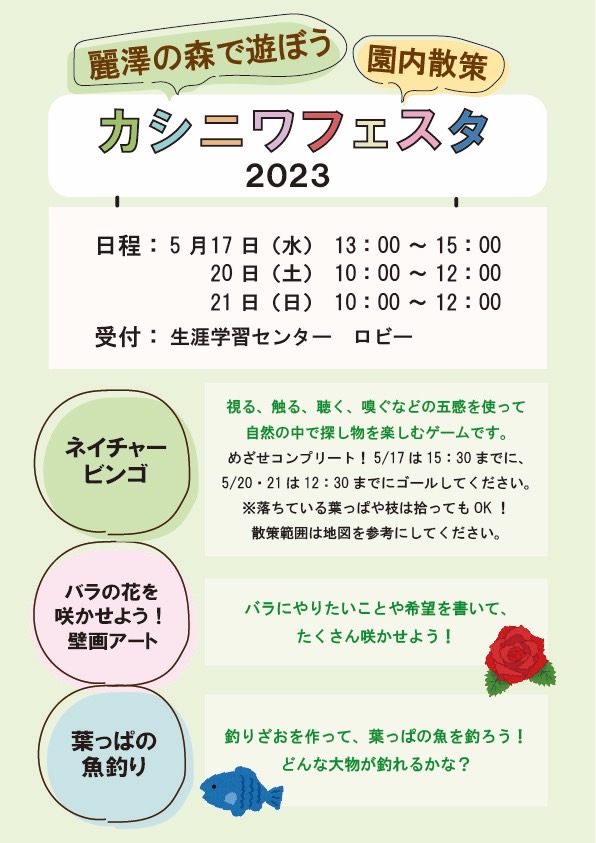 麗澤の森で遊ぼう
園内散策
カシニワフェスタ
2023
日程：5月17日（水） 13：00 ～ 15：00
20日（土） 10：00 ～ 12：00
21日（日） 10：00 ～ 12：00
受付：生涯学習センター　ロビー
ネイチャー
ビンゴ
視る、触る、聴く、嗅ぐなどの五感を使って
自然の中で探し物を楽しむゲームです。
めざせコンプリート！5/17は15：30までに、
5/20・21は12：30までにゴールしてください。
※落ちている葉っぱや枝は拾ってもOK！
散策範囲は地図を参考にしてください。
バラの花を
咲かせよう！
壁画アート
バラにやりたいことや希望を書いて、
たくさん咲かせよう！
葉っぱの
魚釣り
釣りざおを作って、葉っぱの魚を釣ろう！
どんな大物が釣れるかな？